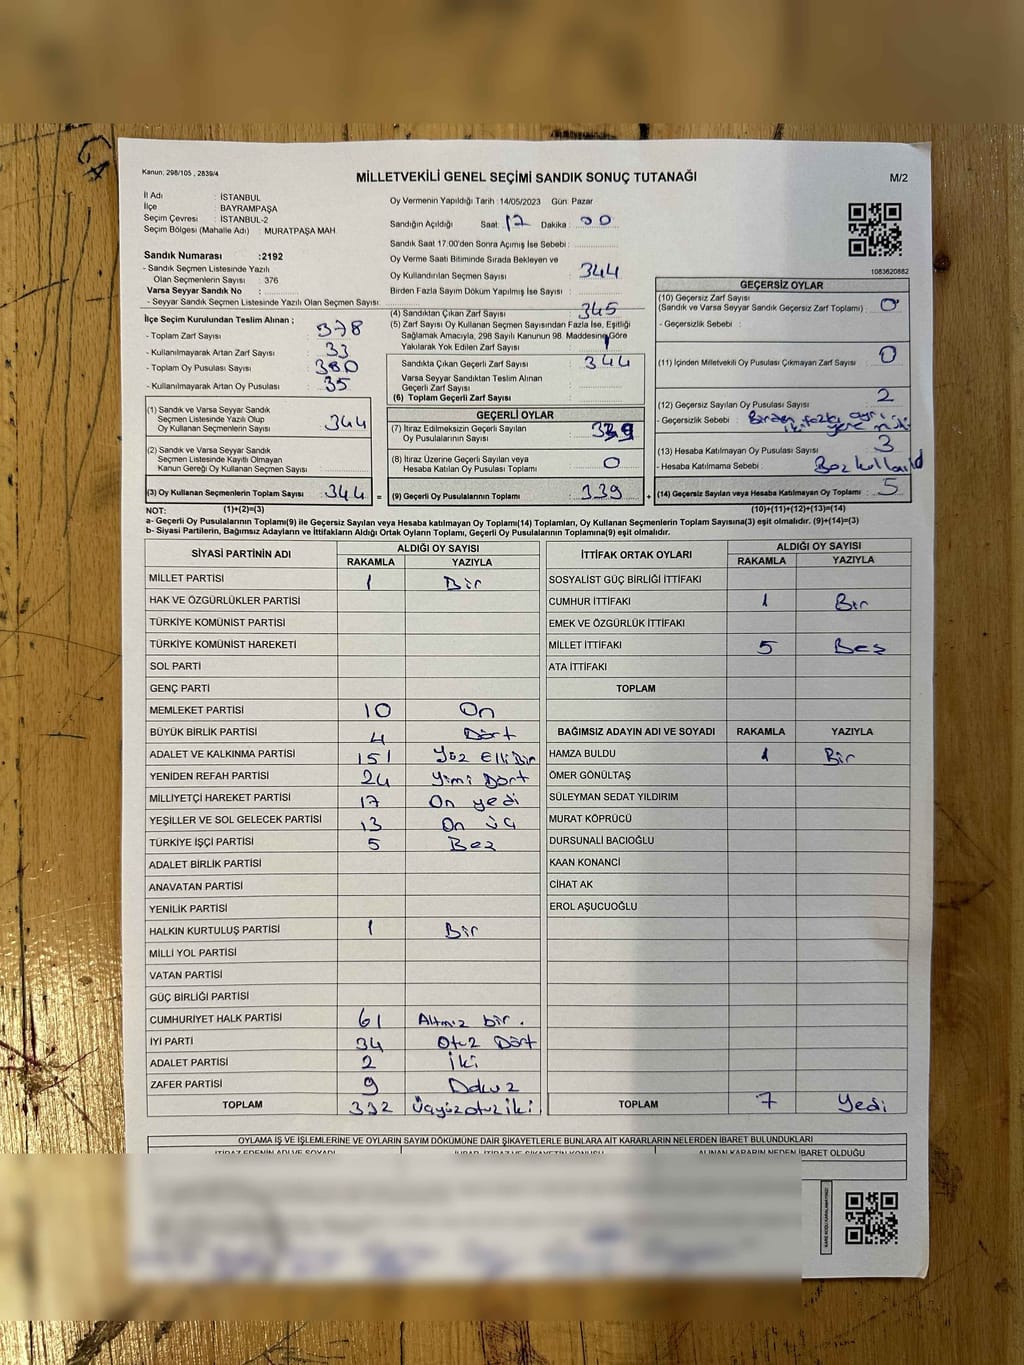 Kanun, 298/105 , 2839/4
MİLLETVEKİLİ GENEL SEÇİMİ SANDIK SONUÇ TUTANAĞI
M/2
İl Adı : İSTANBUL
İlçe : BAYRAMPAŞA
Seçim Çevresi : İSTANBUL-2
Seçim Bölgesi (Mahalle Adı) : MURATPAŞA MAH.
Sandık Numarası :2192
- Sandık Seçmen Listesinde Yazılı
Olan Seçmenlerin Sayısı : 376
Varsa Seyyar Sandık No :
- Seyyar Sandık Seçmen Listesinde Yazılı Olan Seçmen Sayısı:
İlçe Seçim Kurulundan Teslim Alınan ;
- Toplam Zarf Sayısı : 378
- Kullanılmayarak Artan Zarf Sayısı : 33
- Toplam Oy Pusulası Sayısı : 380
- Kullanılmayarak Artan Oy Pusulası : 35
(1) Sandık ve Varsa Seyyar Sandık
Seçmen Listesinde Yazılı Olup
Oy Kullanan Seçmenlerin Sayısı : 344
(2) Sandık ve Varsa Seyyar Sandık
Seçmen Listesinde Kayıtlı Olmayan
Kanun Gereği Oy Kullanan Seçmen Sayısı:
(3) Oy Kullanan Seçmenlerin Toplam Sayısı : 344 =
Oy Vermenin Yapıldığı Tarih : 14/05/2023 Gün: Pazar
Sandığın Açıldığı Saat: 17 Dakika : 00
Sandık Saat 17.00'den Sonra Açımış İse Sebebi :
Oy Verme Saati Bitiminde Sırada Bekleyen ve
Oy Kullandırılan Seçmen Sayısı : 344
Birden Fazla Sayım Döküm Yapılmış İse Sayısı :
(4) Sandıktan Çıkan Zarf Sayısı : 345
(5) Zarf Sayısı Oy Kullanan Seçmen Sayısından Fazla İse, Eşitliği
Sağlamak Amacıyla, 298 Sayılı Kanunun 98. Maddesine Göre
Yakılarak Yok Edilen Zarf Sayısı : 1
Sandıkta Çıkan Geçerli Zarf Sayısı : 344
Varsa Seyyar Sandıktan Teslim Alınan
Geçerli Zarf Sayısı :
(6) Toplam Geçerli Zarf Sayısı :
GEÇERLİ OYLAR
(7) İtiraz Edilmeksizin Geçerli Sayılan
Oy Pusulalarının Sayısı : 339
(8) İtiraz Üzerine Geçerli Sayılan veya
Hesaba Katılan Oy Pusulası Toplamı : 0
(9) Geçerli Oy Pusulalarının Toplamı : 339 +
1083620882
GEÇERSİZ OYLAR
(10) Geçersiz Zarf Sayısı
(Sandık ve Varsa Seyyar Sandık Geçersiz Zarf Toplamı) : 0
- Geçersizlik Sebebi :
(11) İçinden Milletvekili Oy Pusulası Çıkmayan Zarf Sayısı : 0
(12) Geçersiz Sayılan Oy Pusulası Sayısı : 2
- Geçersizlik Sebebi : Birden fazla ayrı
yere
(13) Hesaba Katılmayan Oy Pusulası Sayısı : 3
- Hesaba Katılmama Sebebi :
(14) Geçersiz Sayılan veya Hesaba Katılmayan Oy Toplamı : 5
NOT: (1)+(2)=(3) (10)+(11)+(12)+(13)=(14)
a- Geçerli Oy Pusulalarının Toplamı(9) ile Geçersiz Sayılan veya Hesaba katılmayan Oy Toplamı(14) Toplamları, Oy Kullanan Seçmenlerin Toplam Sayısına(3) eşit olmalıdır. (9)+(14)=(3)
b- Siyasi Partilerin, Bağımsız Adayların ve İttifakların Aldığı Ortak Oyların Toplamı, Geçerli Oy Pusulalarının Toplamına(9) eşit olmalıdır.
SİYASİ PARTİNİN ADI ALDIĞI OY SAYISI
RAKAMLA YAZIYLA
MİLLET PARTİSİ 1 Bir
HAK VE ÖZGÜRLÜKLER PARTİSİ
TÜRKİYE KOMÜNİST PARTİSİ
TÜRKİYE KOMÜNİST HAREKETİ
SOL PARTİ
GENÇ PARTİ
MEMLEKET PARTİSİ 10 On
BÜYÜK BİRLİK PARTİSİ 4 Dört
ADALET VE KALKINMA PARTİSİ 151 Yüz Elli Bir
YENİDEN REFAH PARTİSİ 24 Yimi Dört
MİLLİYETÇİ HAREKET PARTİSİ 17 On yedi
YEŞİLLER VE SOL GELECEK PARTİSİ 13 On üç
TÜRKİYE İŞÇİ PARTİSİ 5 Beş
ADALET BİRLİK PARTİSİ
ANAVATAN PARTİSİ
YENİLİK PARTİSİ
HALKIN KURTULUŞ PARTİSİ 1 Bir
MİLLİ YOL PARTİSİ
VATAN PARTİSİ
GÜÇ BİRLİĞİ PARTİSİ
CUMHURİYET HALK PARTİSİ 61 Altmış bir.
İYİ PARTİ 34 Otuz Dört
ADALET PARTİSİ 2 İki
ZAFER PARTİSİ 9 Dokuz
TOPLAM 332 Üçyüzotuziki
İTTİFAK ORTAK OYLARI ALDIĞI OY SAYISI
RAKAMLA YAZIYLA
SOSYALİST GÜÇ BİRLİĞİ İTTİFAKI
CUMHUR İTTİFAKI 1 Bir
EMEK VE ÖZGÜRLÜK İTTİFAKI
MİLLET İTTİFAKI 5 Beş
ATA İTTİFAKI
TOPLAM
BAĞIMSIZ ADAYIN ADI VE SOYADI RAKAMLA YAZIYLA
HAMZA BULDU 1 Bir
ÖMER GÖNÜLTAŞ
SÜLEYMAN SEDAT YILDIRIM
MURAT KÖPRÜCÜ
DURSUNALİ BACIOĞLU
KAAN KONANCİ
CİHAT AK
EROL AŞUCUOĞLU
TOPLAM 7 Yedi
OYLAMA İŞ VE İŞLEMLERİNE VE OYLARIN SAYIM DÖKÜMÜNE DAİR ŞİKAYETLERLE BUNLARA AİT KARARLARIN NELERDEN İBARET BULUNDUKLARI
İTİRAZ EDENİN ADI VE SOYADI İHBAR, İTİRAZ VE ŞİKAYETİN KONUSU ALINAN KARARIN NEDEN İBARET OLDUĞU